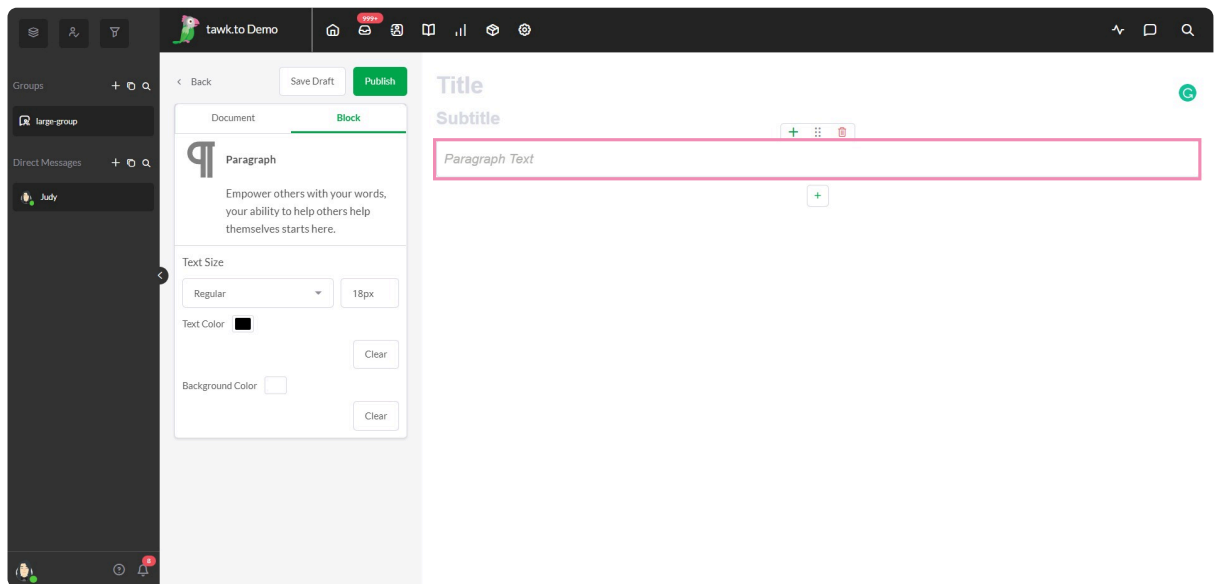 tawk.to Demo
999+
Groups
large-group
Direct Messages
Judy
8
Back
Save Draft
Publish
Document
Block
Paragraph
Empower others with your words,
your ability to help others help
themselves starts here.
Text Size
Regular
18px
Text Color
Clear
Background Color
Clear
Title
Subtitle
Paragraph Text